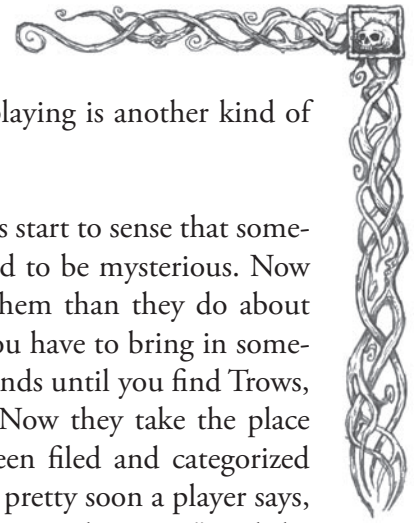 laying is another kind of
s start to sense that some-
d to be mysterious. Now
hem than they do about
ou have to bring in some-
nds until you find Trows,
Now they take the place
een filed and categorized
pretty soon a player says,